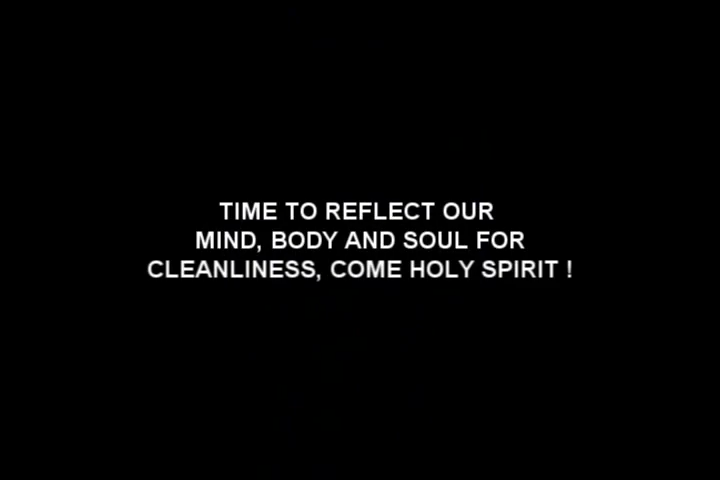 TIME TO REFLECT OUR
MIND, BODY AND SOUL FOR
CLEANLINESS, COME HOLY SPIRIT !